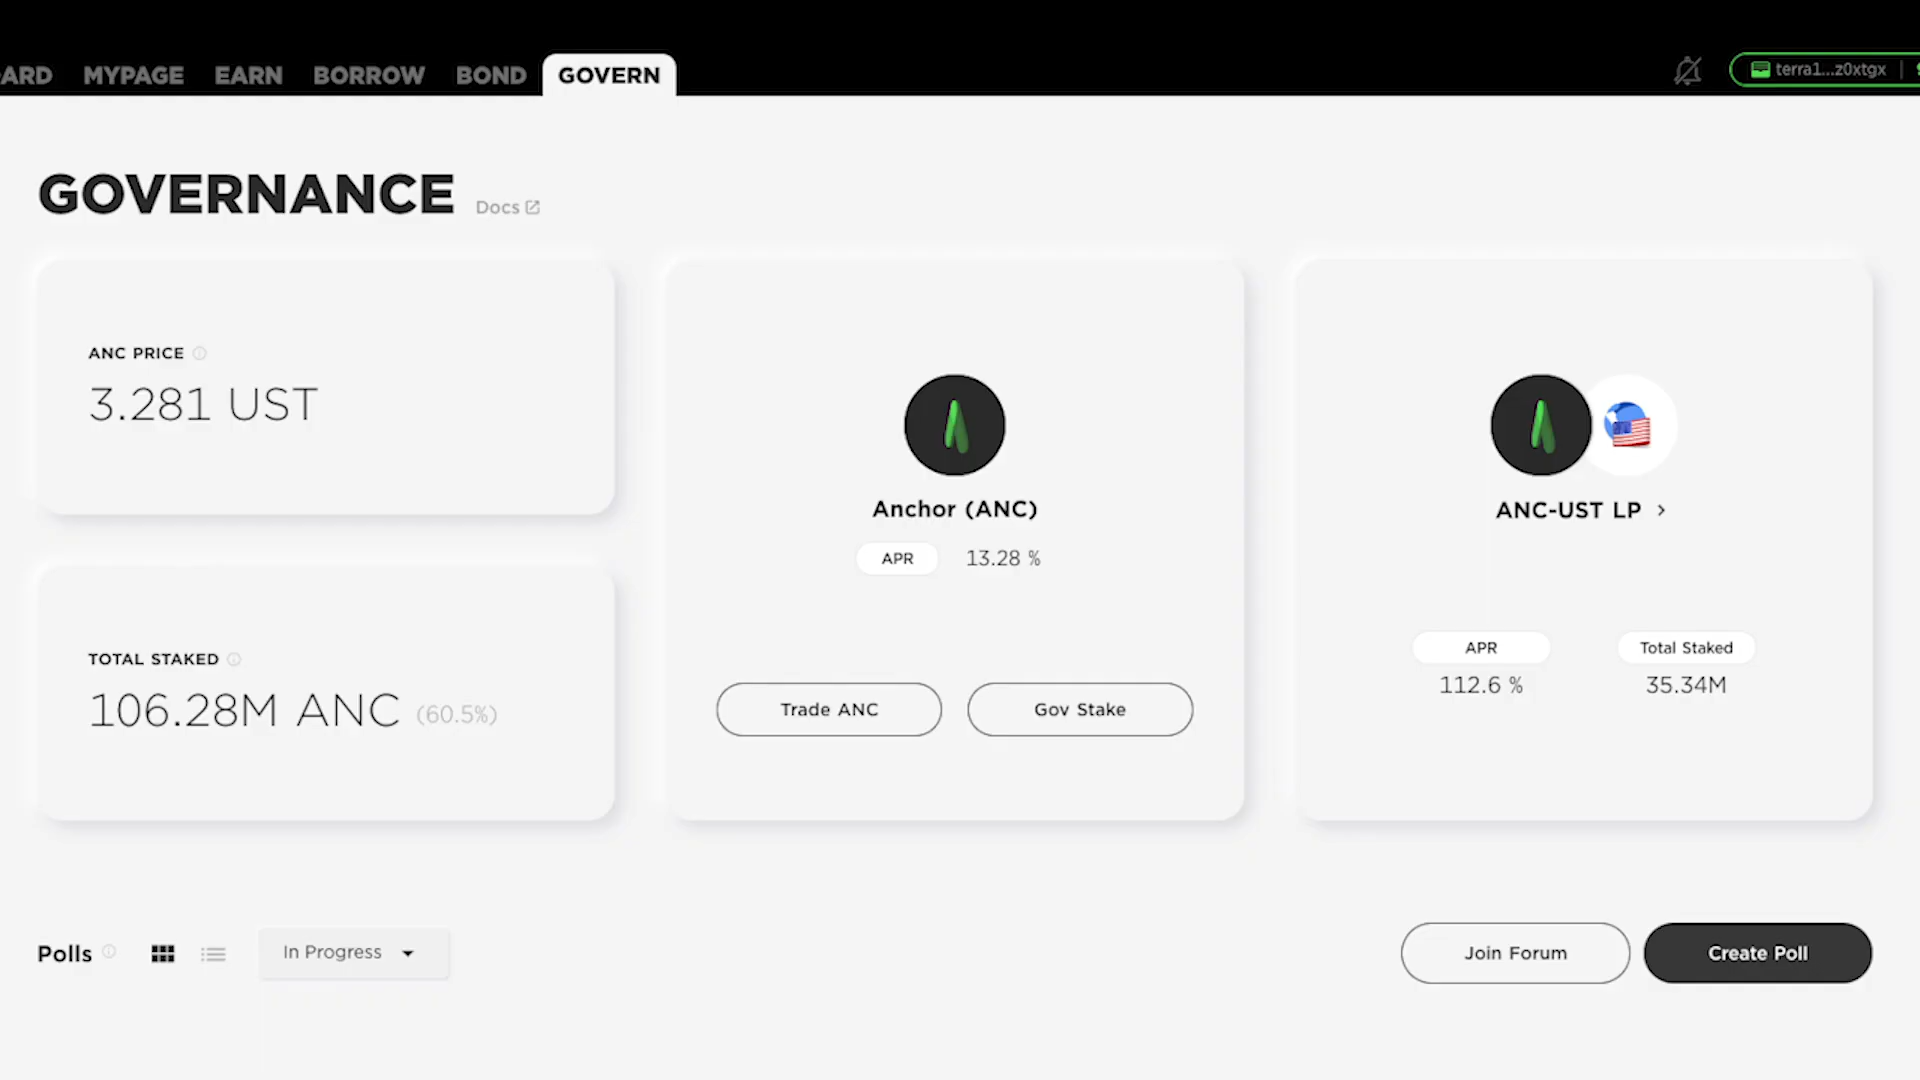 ARD MYPAGE EARN BORROW BOND GOVERN terra1...z0xtgx
GOVERNANCE Docs
ANC PRICE
3.281 UST
TOTAL STAKED
106.28M ANC (60.5%)
Anchor (ANC)
APR 13.28 %
Trade ANC Gov Stake
ANC-UST LP >
APR Total Staked
112.6 % 35.34M
Polls In Progress Join Forum Create Poll